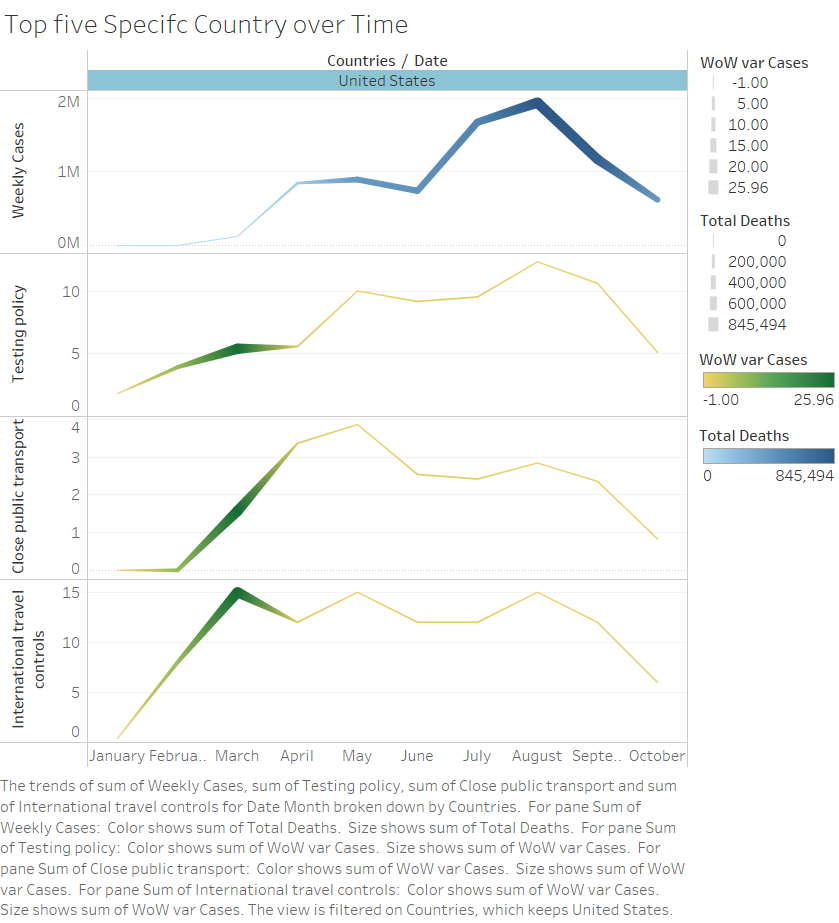 Top five Specifc Country over Time
Countries / Date
United States
Weekly Cases
2M
1M
0M
Testing policy
10
5
0
Close public transport
4
3
2
1
0
International travel
controls
15
10
5
0
January Februa.. March April May June July August Septe.. October
WoW var Cases
-1.00
5.00
10.00
15.00
20.00
25.96
Total Deaths
0
200,000
400,000
600,000
845,494
WoW var Cases
-1.00 25.96
Total Deaths
0 845,494
The trends of sum of Weekly Cases, sum of Testing policy, sum of Close public transport and sum
of International travel controls for Date Month broken down by Countries.  For pane Sum of
Weekly Cases:  Color shows sum of Total Deaths.  Size shows sum of Total Deaths.  For pane Sum
of Testing policy:  Color shows sum of WoW var Cases.  Size shows sum of WoW var Cases.  For
pane Sum of Close public transport:  Color shows sum of WoW var Cases.  Size shows sum of WoW
var Cases.  For pane Sum of International travel controls:  Color shows sum of WoW var Cases.
Size shows sum of WoW var Cases. The view is filtered on Countries, which keeps United States.